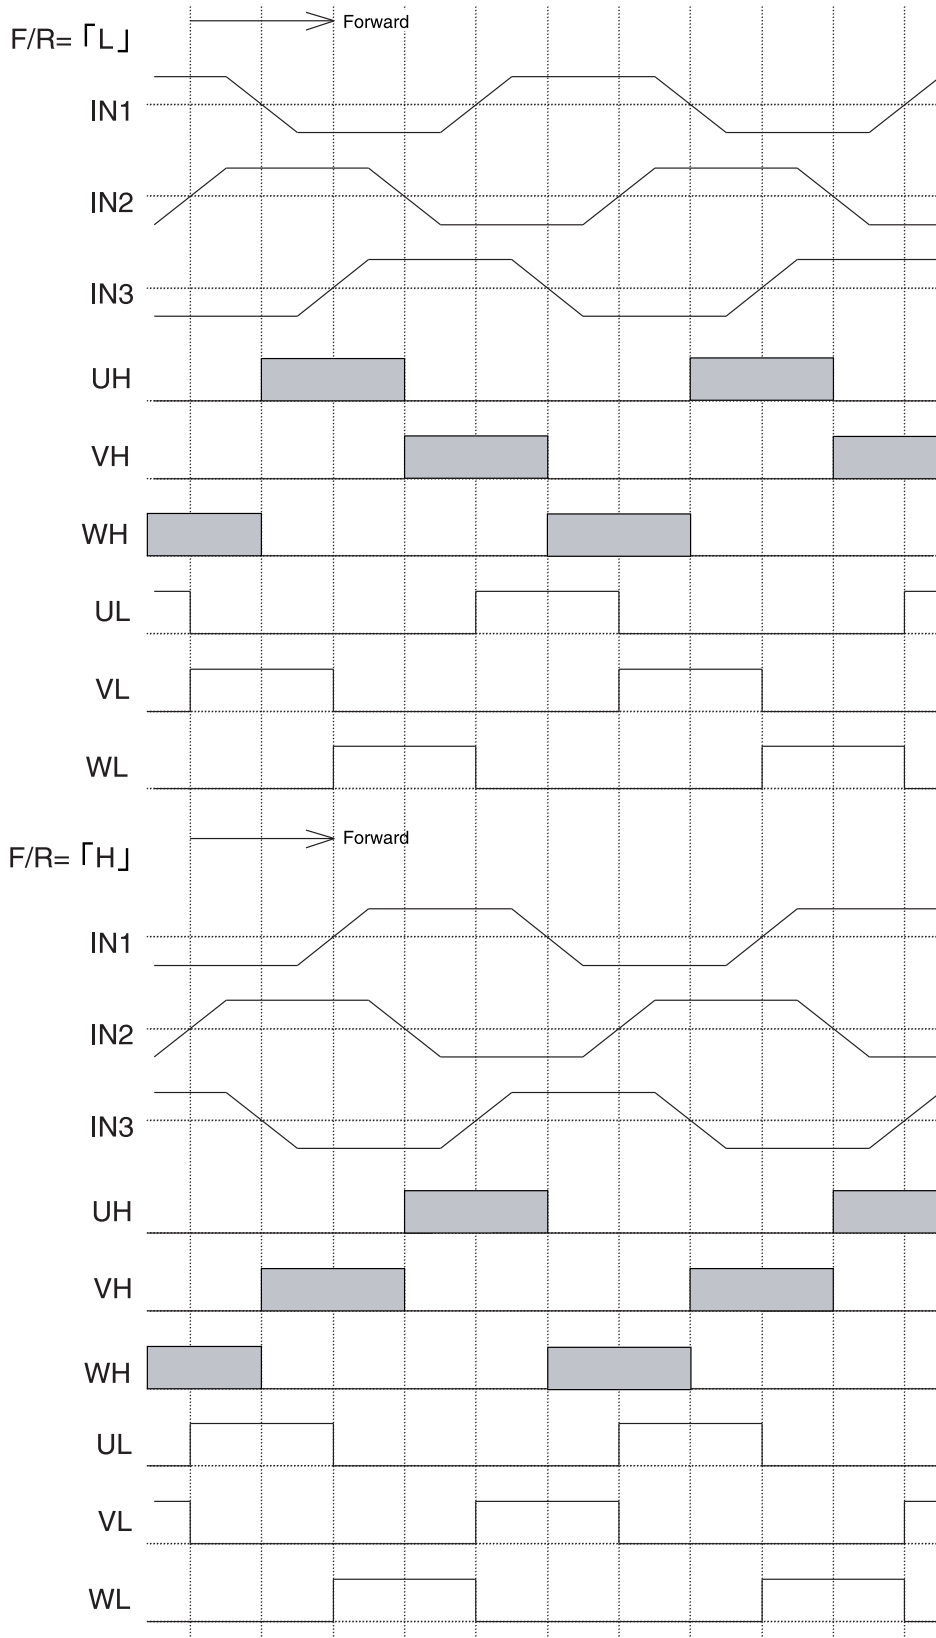 Forward
F/R=「L」
IN1
IN2
IN3
UH
VH
WH
UL
VL
WL
Forward
F/R=「H」
IN1
IN2
IN3
UH
VH
WH
UL
VL
WL